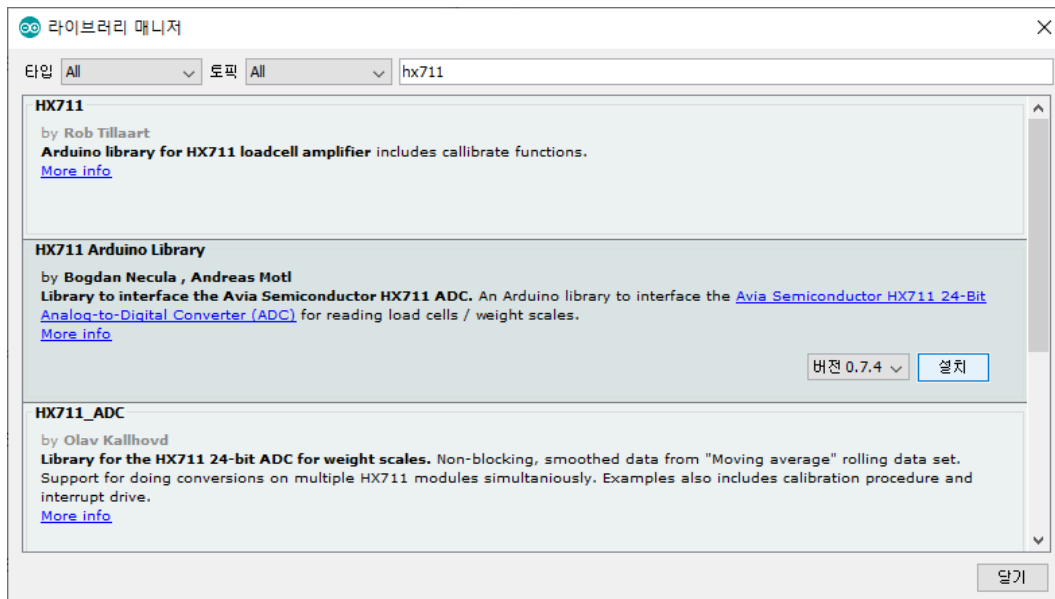 라이브러리 매니저
타입 All 토픽 All hx711
HX711
by Rob Tillaart
Arduino library for HX711 loadcell amplifier includes callibrate functions.
More info
HX711 Arduino Library
by Bogdan Necula , Andreas Motl
Library to interface the Avia Semiconductor HX711 ADC. An Arduino library to interface the Avia Semiconductor HX711 24-Bit
Analog-to-Digital Converter (ADC) for reading load cells / weight scales.
More info
버전 0.7.4 설치
HX711_ADC
by Olav Kallhovd
Library for the HX711 24-bit ADC for weight scales. Non-blocking, smoothed data from "Moving average" rolling data set.
Support for doing conversions on multiple HX711 modules simultaniously. Examples also includes calibration procedure and
interrupt drive.
More info
닫기